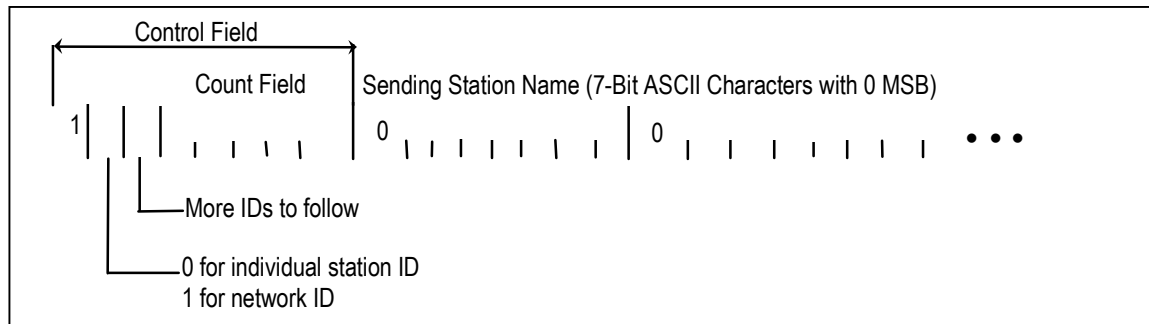 Control Field
Count Field Sending Station Name (7-Bit ASCII Characters with 0 MSB)
1 0 0 •••
More IDs to follow
0 for individual station ID
1 for network ID